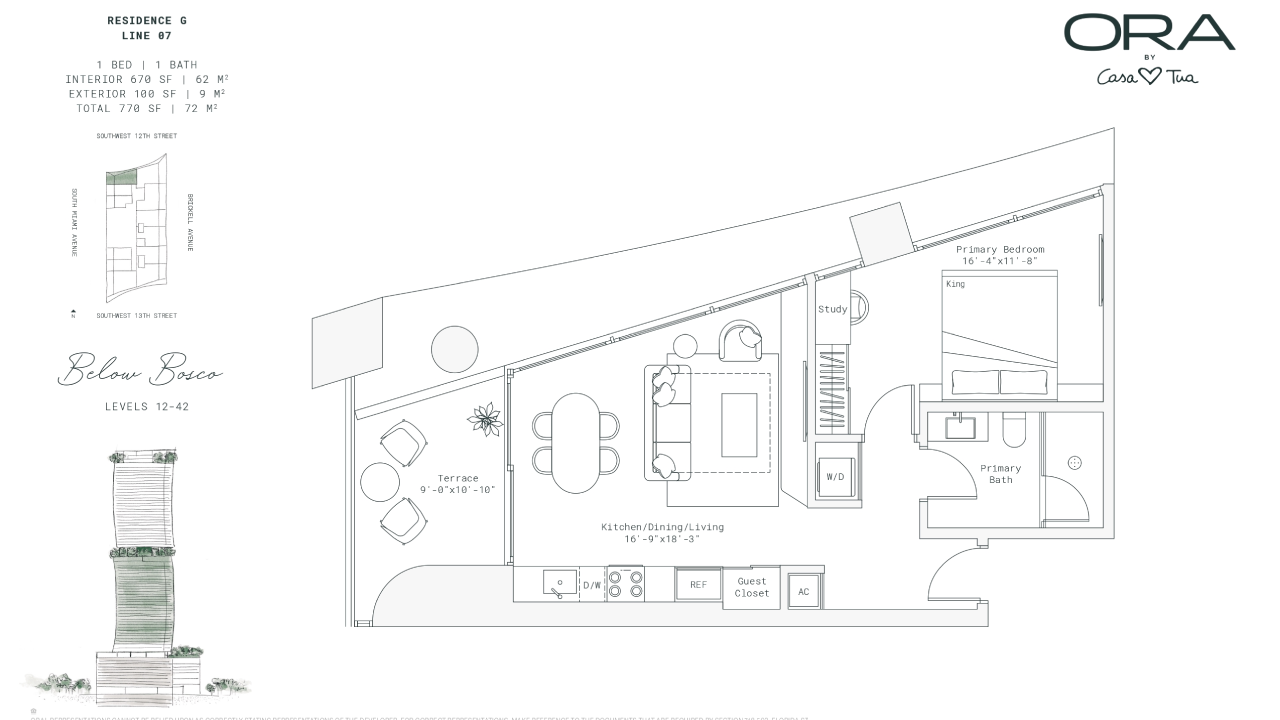 RESIDENCE G
LINE 07
1 BED | 1 BATH
INTERIOR 670 SF | 62 M²
EXTERIOR 100 SF | 9 M²
TOTAL 770 SF | 72 M²
SOUTHWEST 12TH STREET
SOUTH MIAMI AVENUE
BRICKELL AVENUE
N
SOUTHWEST 13TH STREET
Below Bosco
LEVELS 12-42
ORA
BY
Casa Tua
Primary Bedroom
16'-4"x11'-8"
King
Study
W/D
Primary
Bath
Terrace
9'-0"x10'-10"
Kitchen/Dining/Living
16'-9"x18'-3"
D/W
REF
Guest
Closet
AC